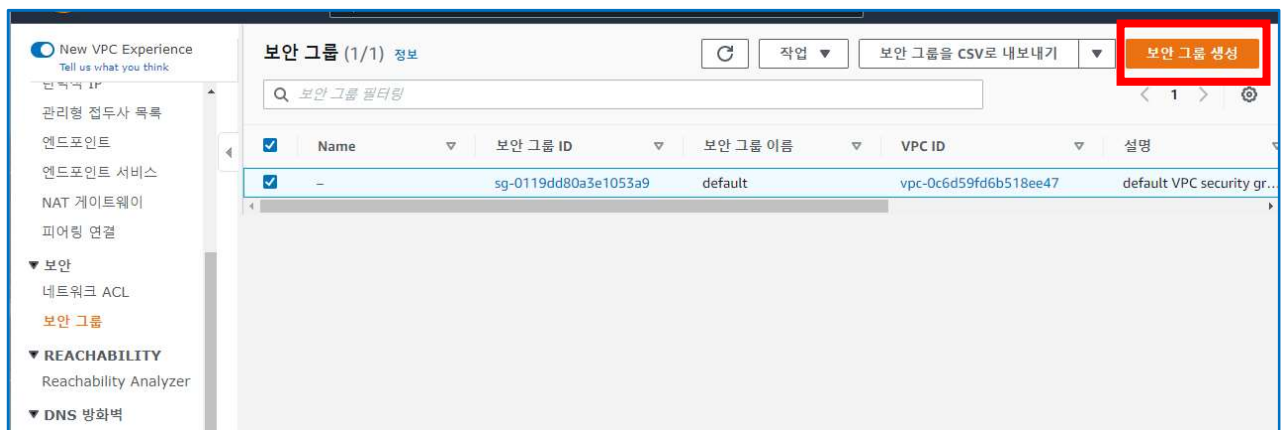 New VPC Experience
Tell us what you think
탄력적 IP
관리형 접두사 목록
엔드포인트
엔드포인트 서비스
NAT 게이트웨이
피어링 연결
▼ 보안
네트워크 ACL
보안 그룹
▼ REACHABILITY
Reachability Analyzer
▼ DNS 방화벽
보안 그룹 (1/1) 정보
작업 ▼
보안 그룹을 CSV로 내보내기 ▼
보안 그룹 생성
보안 그룹 필터링
< 1 >
Name 보안 그룹 ID 보안 그룹 이름 VPC ID 설명
– sg-0119dd80a3e1053a9 default vpc-0c6d59fd6b518ee47 default VPC security gr...